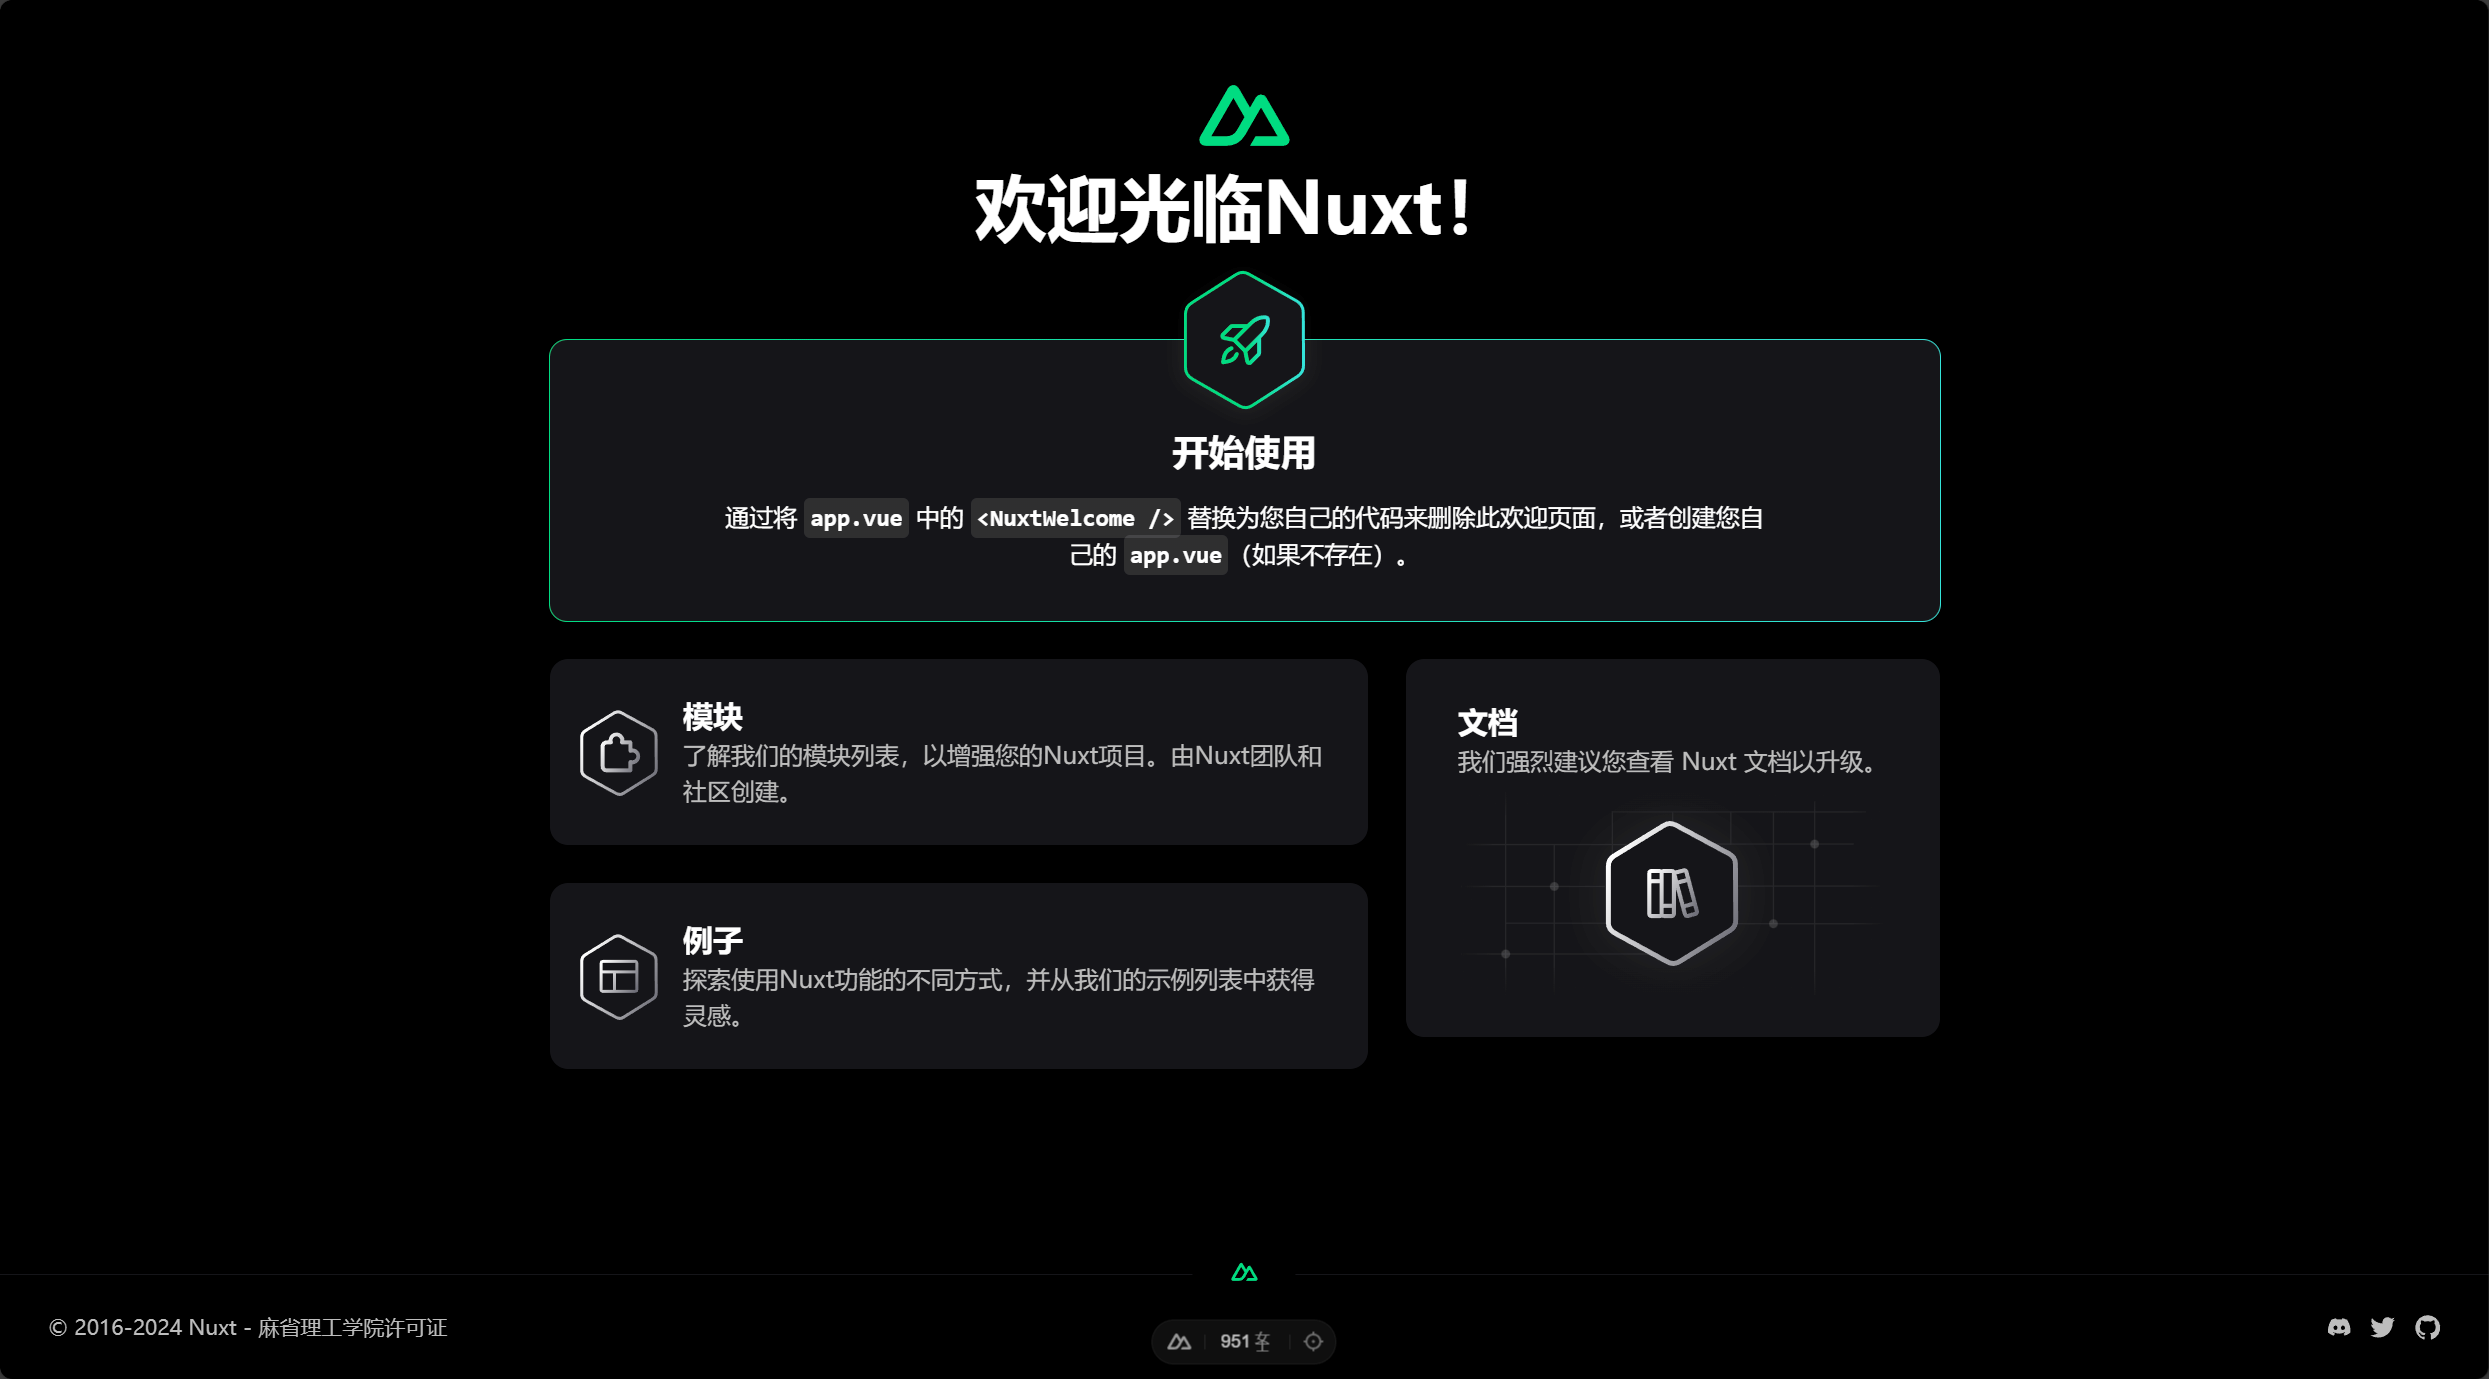 欢迎光临Nuxt！
开始使用
通过将 app.vue 中的 <NuxtWelcome /> 替换为您自己的代码来删除此欢迎页面，或者创建您自
己的 app.vue（如果不存在）。
模块
了解我们的模块列表，以增强您的Nuxt项目。由Nuxt团队和
社区创建。
文档
我们强烈建议您查看 Nuxt 文档以升级。
例子
探索使用Nuxt功能的不同方式，并从我们的示例列表中获得
灵感。
© 2016-2024 Nuxt - 麻省理工学院许可证
951